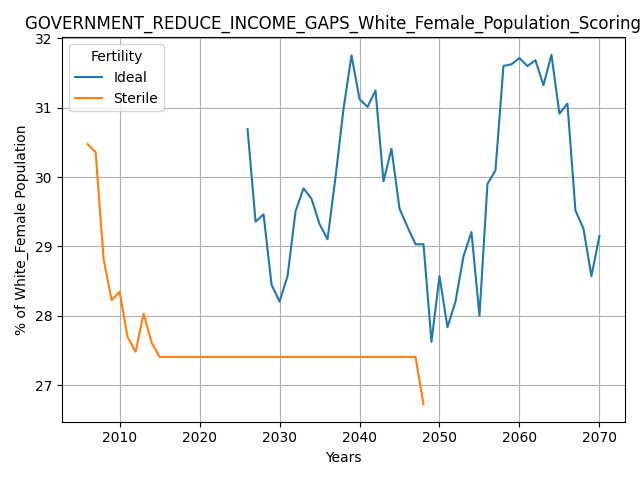 GOVERNMENT_REDUCE_INCOME_GAPS_White_Female_Population_Scoring
Fertility
Ideal
Sterile
% of White_Female Population
32
31
30
29
28
27
2010 2020 2030 2040 2050 2060 2070
Years